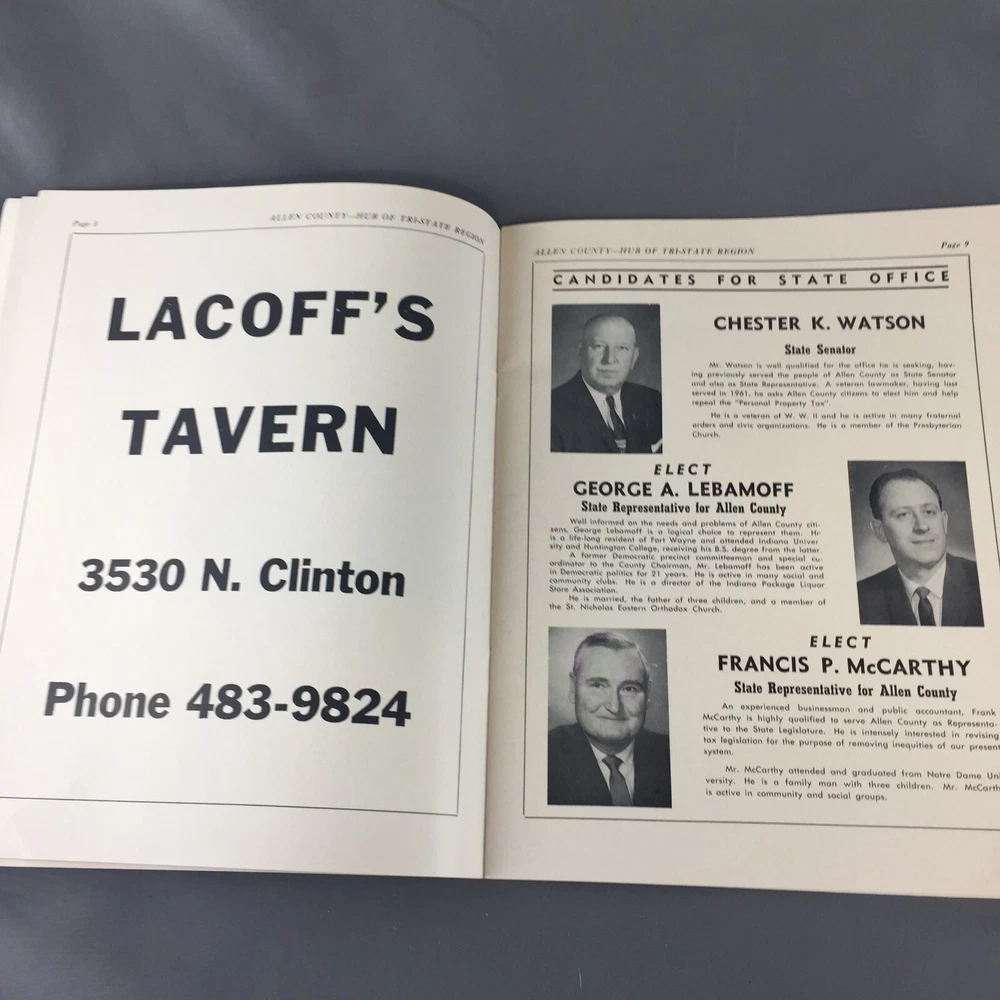 Page 8
ALLEN COUNTY—HUB OF TRI-STATE REGION
LACOFF'S
TAVERN
3530 N. Clinton
Phone 483-9824
ALLEN COUNTY—HUB OF TRI-STATE REGION
Page 9
CANDIDATES FOR STATE OFFICE
CHESTER K. WATSON
State Senator
Mr. Watson is well qualified for the office he is seeking, hav-
ing previously served the people of Allen County as State Senator
and also as State Representative. A veteran lawmaker, having last
served in 1961, he asks Allen County citizens to elect him and help
repeal the "Personal Property Tax".
He is a veteran of W. W. II and he is active in many fraternal
orders and civic organizations. He is a member of the Presbyterian
Church.
ELECT
GEORGE A. LEBAMOFF
State Representative for Allen County
Well informed on the needs and problems of Allen County citi-
zens, George Lebamoff is a logical choice to represent them. He
is a life-long resident of Fort Wayne and attended Indiana Univer
sity and Huntington College, receiving his B.S. degree from the latter.
A former Democratic precinct committeeman and special co-
ordinator to the County Chairman, Mr. Lebamoff has been active
in Democratic politics for 21 years. He is active in many social and
community clubs. He is a director of the Indiana Package Liquor
Store Association.
He is married, the father of three children, and a member of
the St. Nicholas Eastern Orthodox Church.
ELECT
FRANCIS P. McCARTHY
State Representative for Allen County
An experienced businessman and public accountant, Frank
McCarthy is highly qualified to serve Allen County as Representa-
tive to the State Legislature. He is intensely interested in revising
tax legislation for the purpose of removing inequities of our present
system.
Mr. McCarthy attended and graduated from Notre Dame Uni
versity. He is a family man with three children. Mr. McCarth
is active in community and social groups.